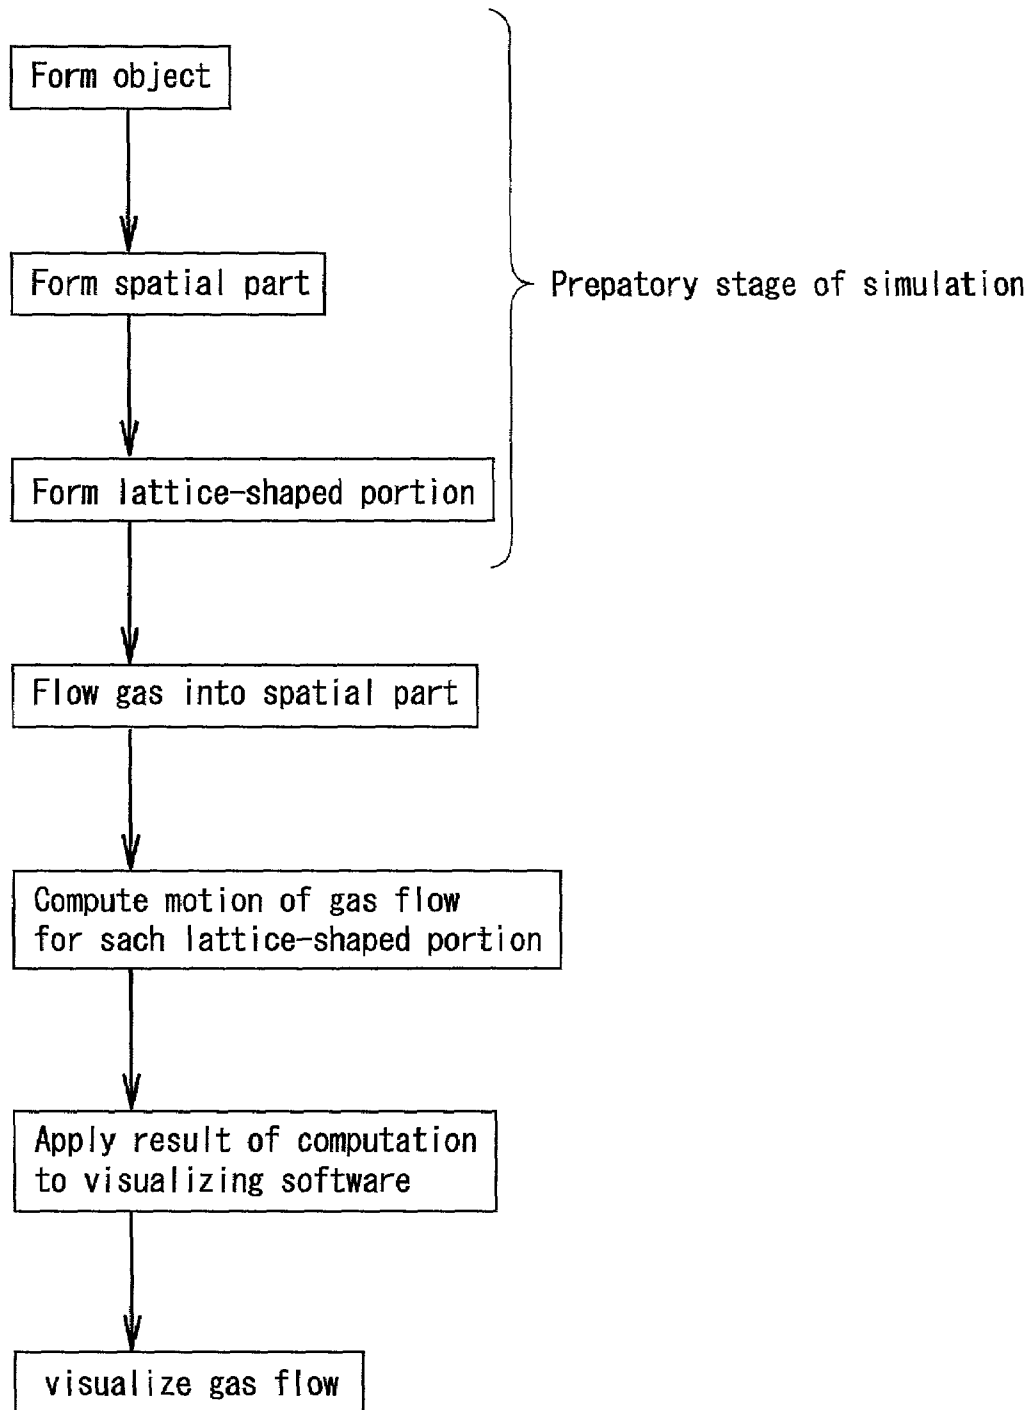 Form object
Form spatial part
Prepatory stage of simulation
Form lattice-shaped portion
Flow gas into spatial part
Compute motion of gas flow
for sach lattice-shaped portion
Apply result of computation
to visualizing software
visualize gas flow